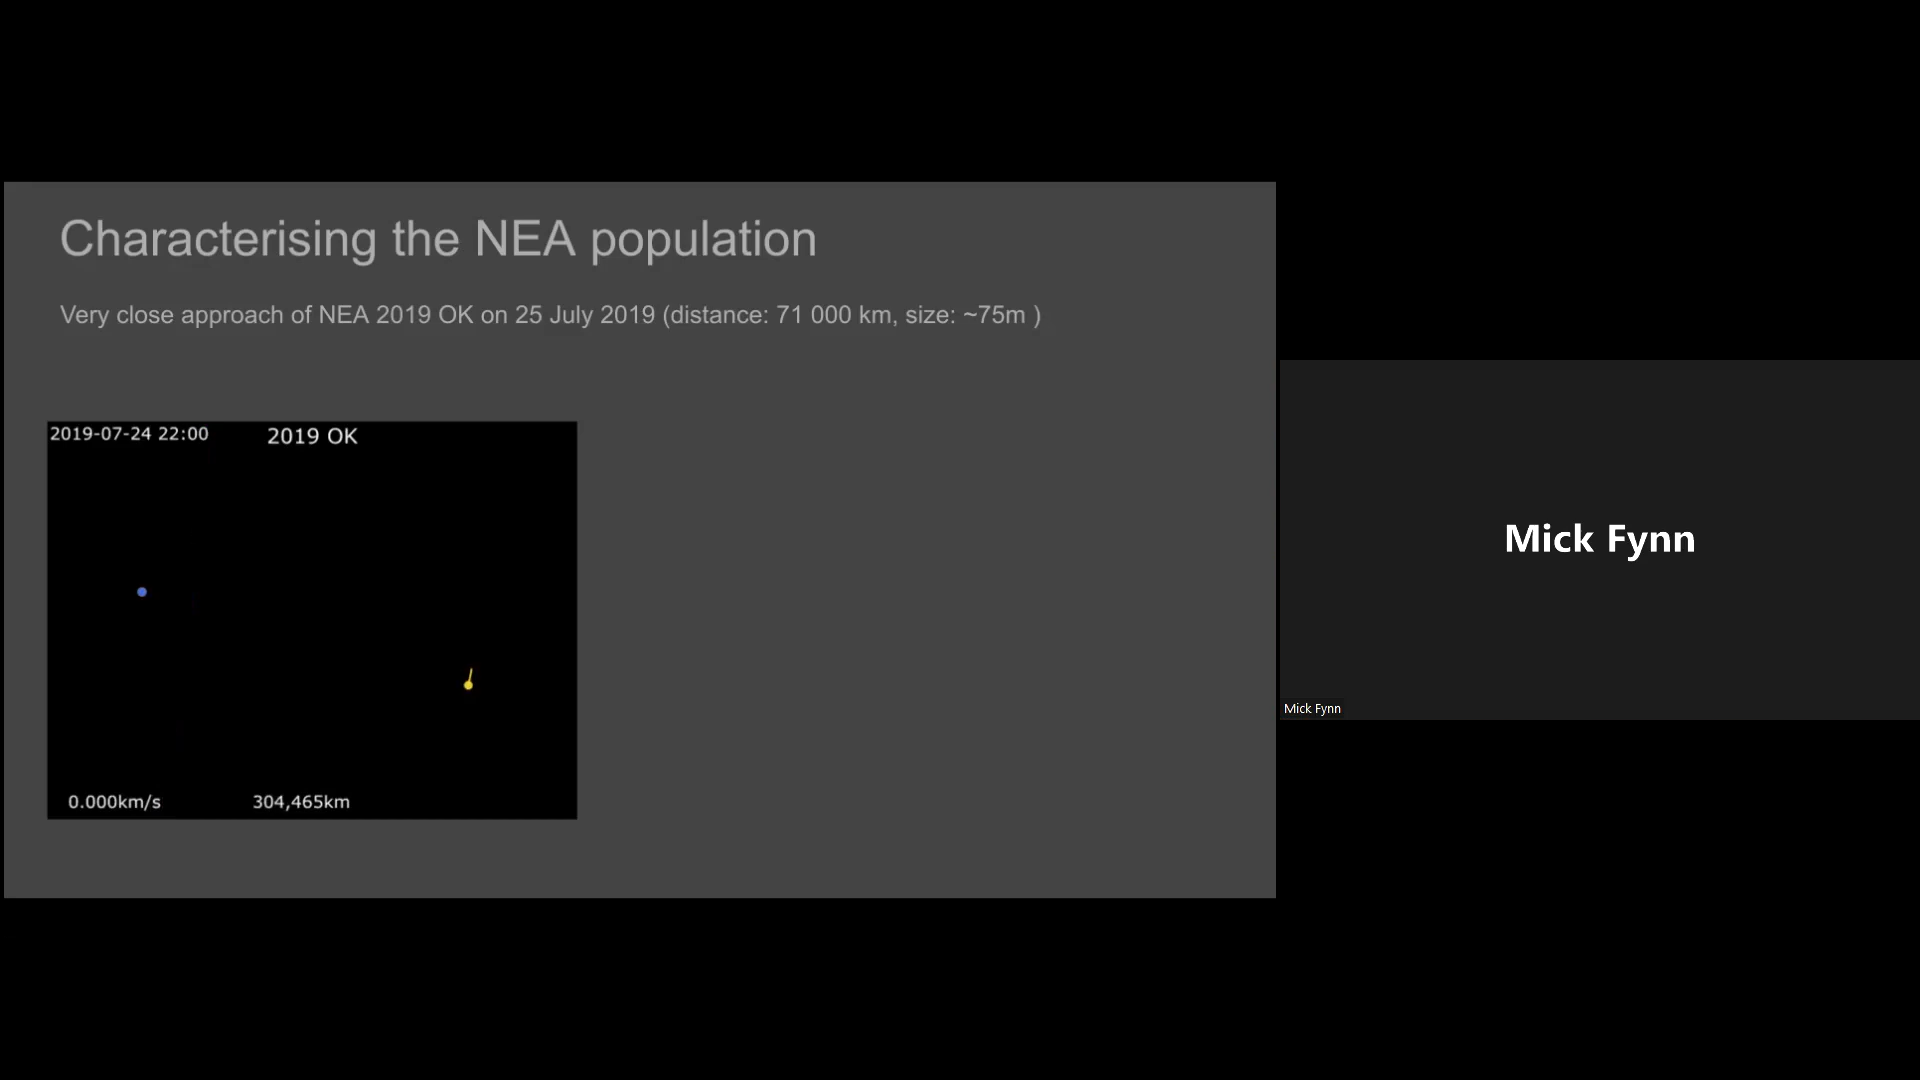 Characterising the NEA population
Very close approach of NEA 2019 OK on 25 July 2019 (distance: 71 000 km, size: ~75m )
2019-07-24 22:00
2019 OK
0.000km/s
304,465km
Mick Fynn
Mick Fynn